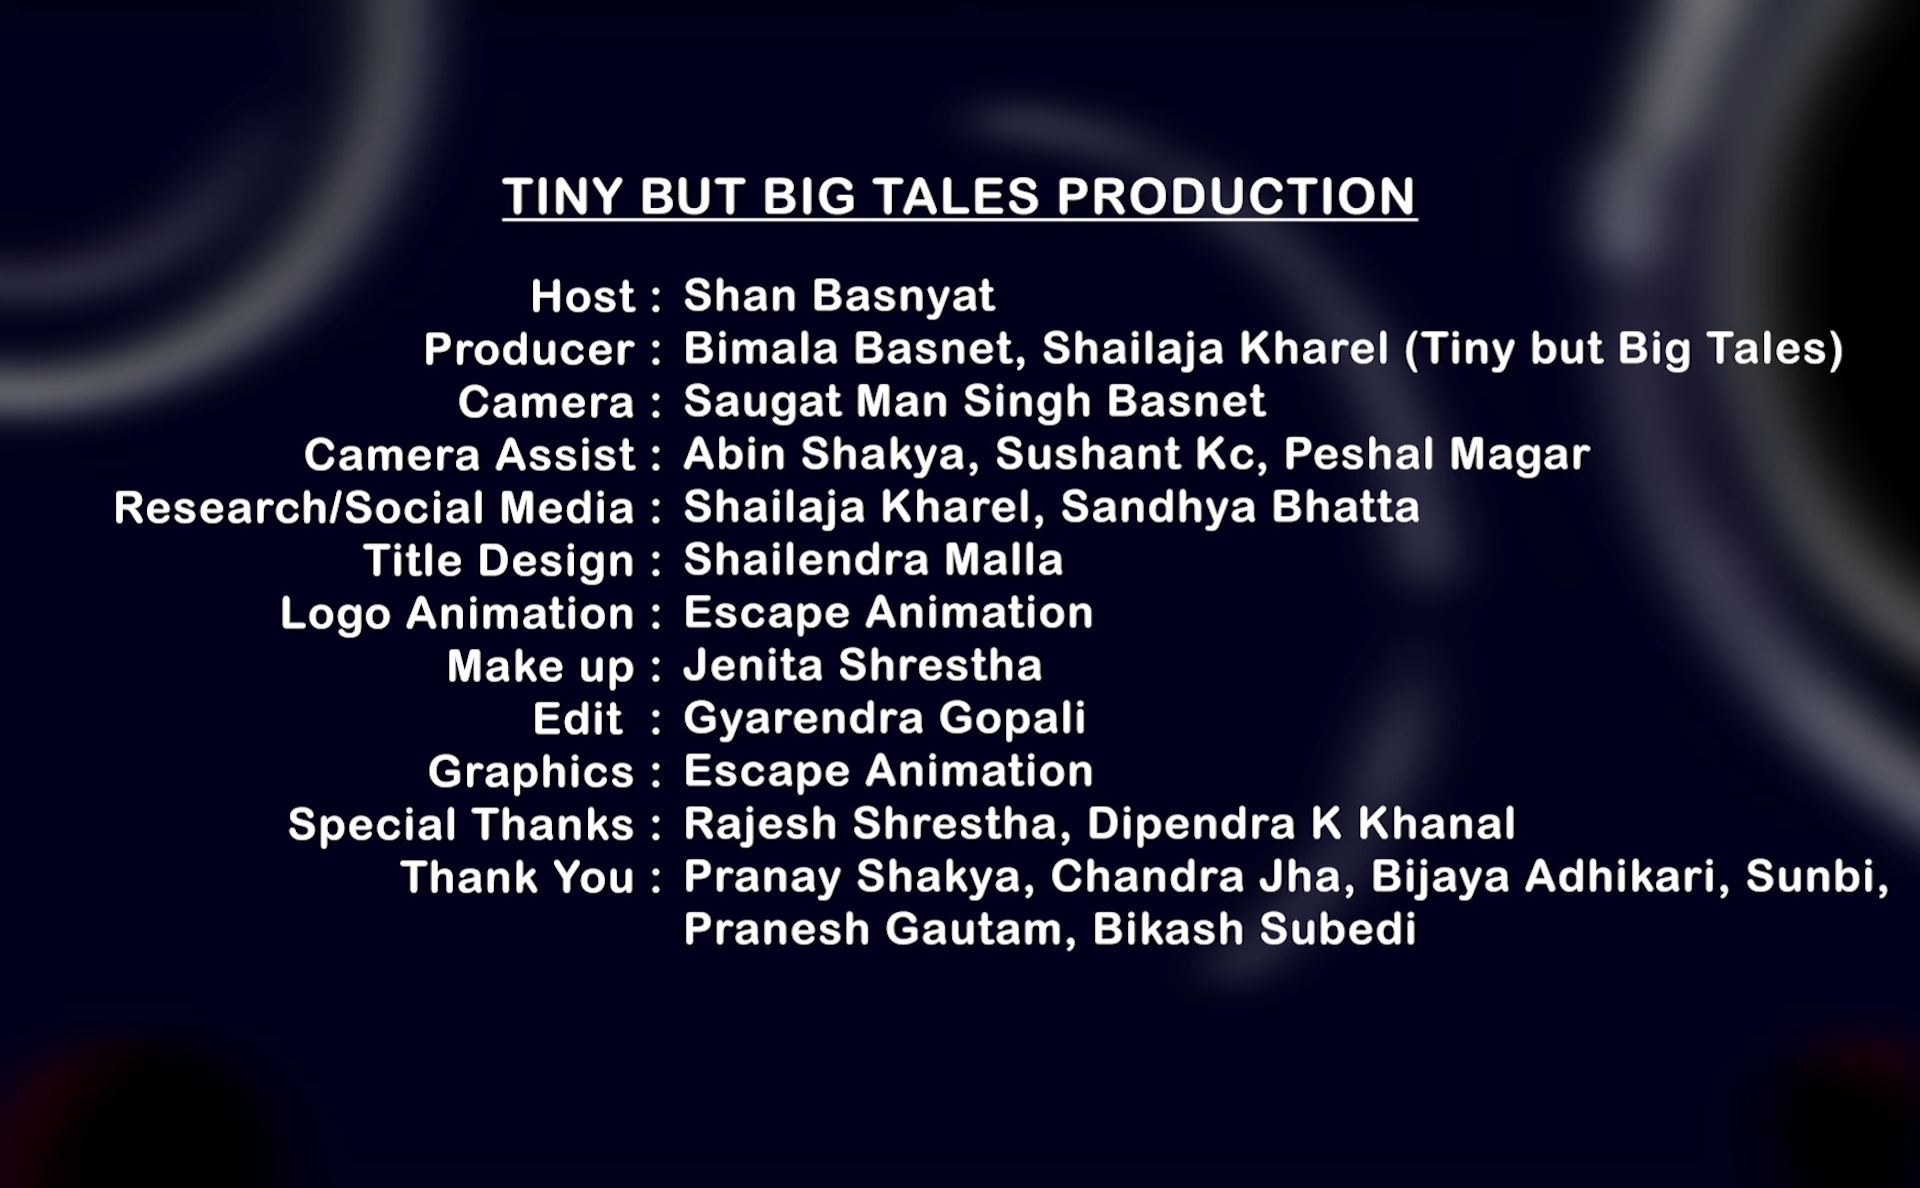 TINY BUT BIG TALES PRODUCTION
Host : Shan Basnyat
Producer : Bimala Basnet, Shailaja Kharel (Tiny but Big Tales)
Camera : Saugat Man Singh Basnet
Camera Assist : Abin Shakya, Sushant Kc, Peshal Magar
Research/Social Media : Shailaja Kharel, Sandhya Bhatta
Title Design : Shailendra Malla
Logo Animation : Escape Animation
Make up : Jenita Shrestha
Edit : Gyarendra Gopali
Graphics : Escape Animation
Special Thanks : Rajesh Shrestha, Dipendra K Khanal
Thank You : Pranay Shakya, Chandra Jha, Bijaya Adhikari, Sunbi,
Pranesh Gautam, Bikash Subedi